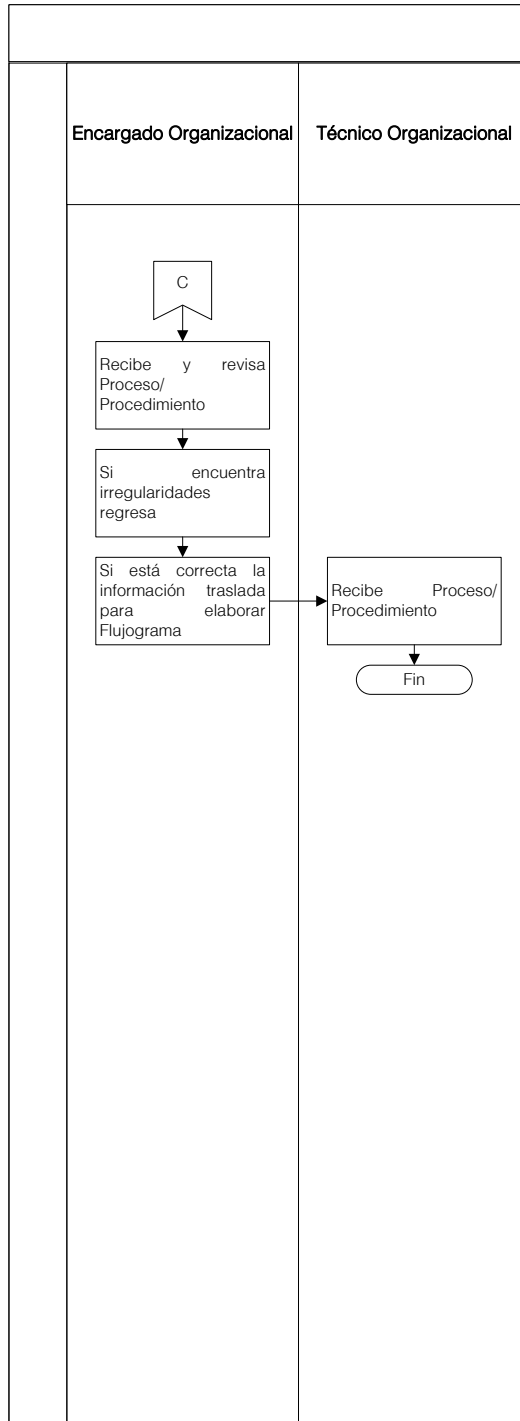 Encargado Organizacional
Técnico Organizacional
C
Recibe y revisa
Proceso/
Procedimiento
Si encuentra
irregularidades
regresa
Si está correcta la
información traslada
para elaborar
Flujograma
Recibe Proceso/
Procedimiento
Fin